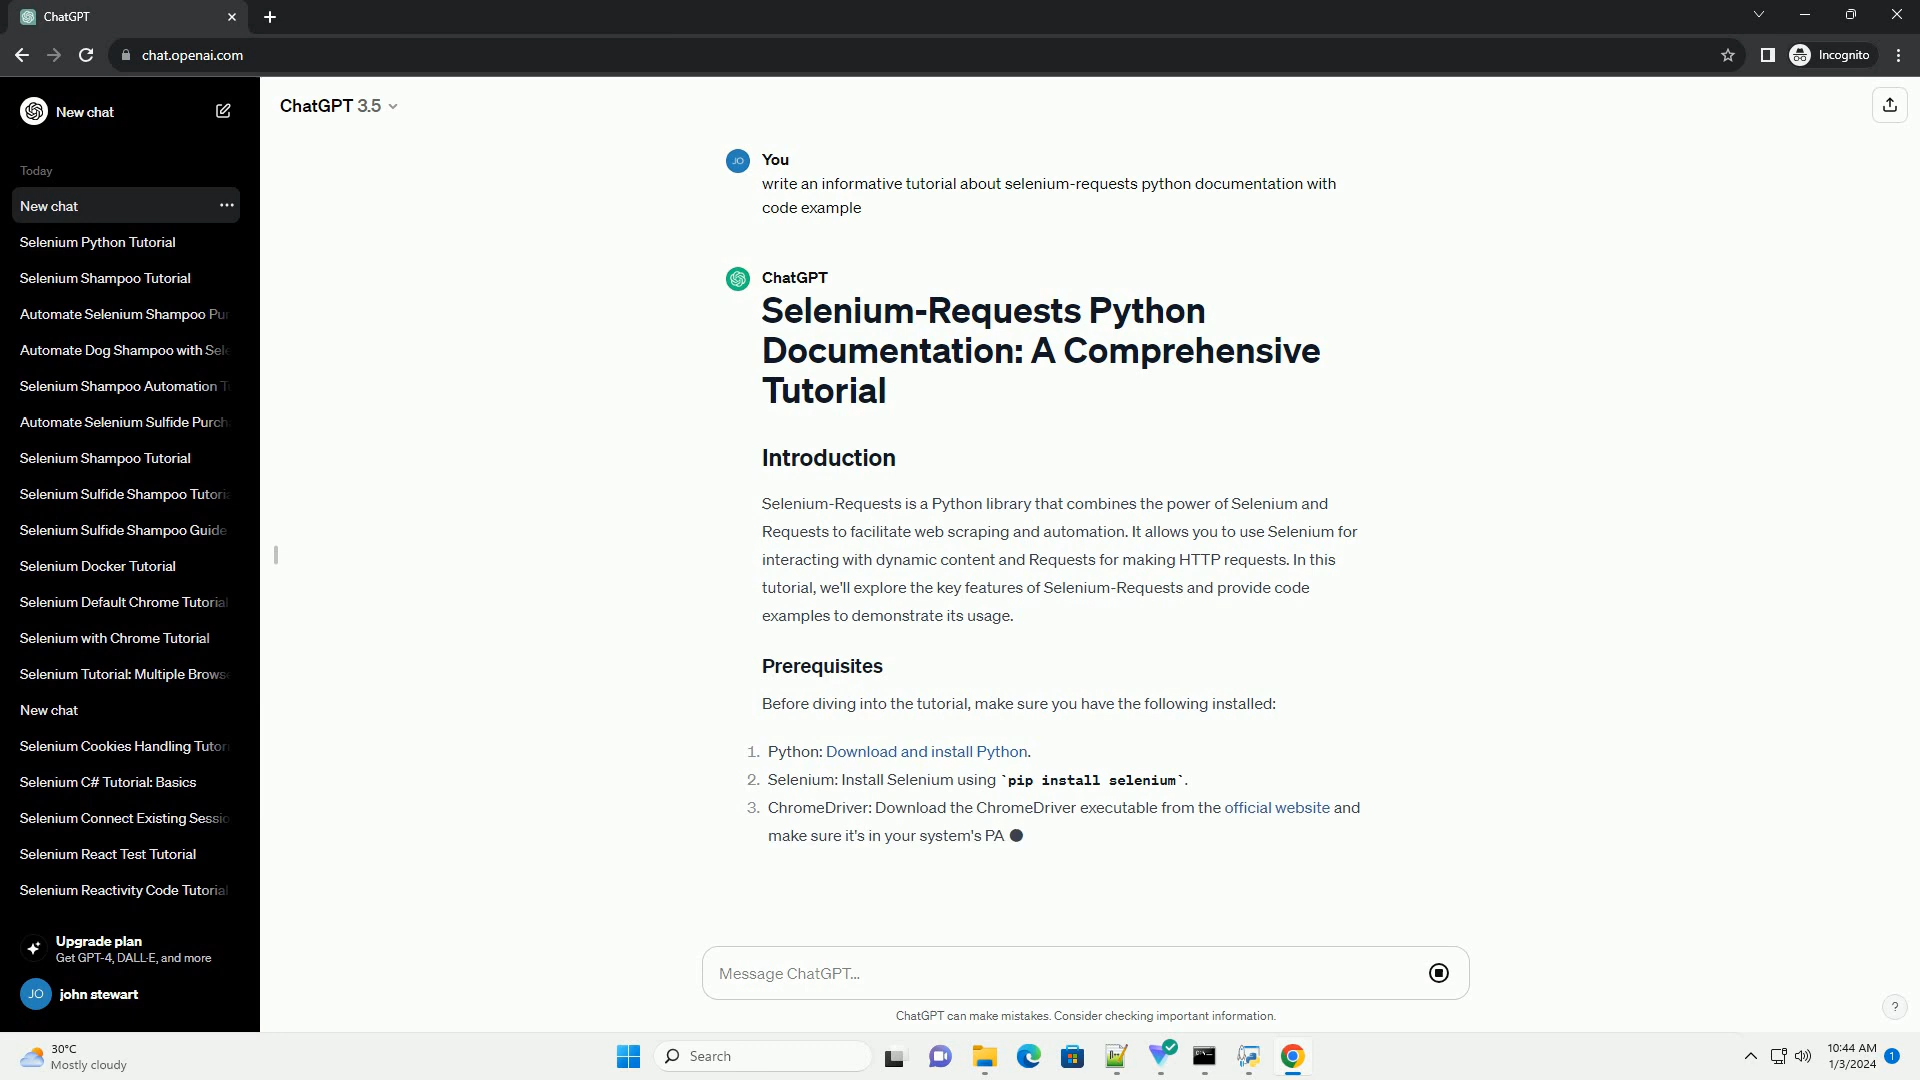 ChatGPT
chat.openai.com
Incognito
New chat
Today
New chat
Selenium Python Tutorial
Selenium Shampoo Tutorial
Automate Selenium Shampoo Pur
Automate Dog Shampoo with Sele
Selenium Shampoo Automation Tu
Automate Selenium Sulfide Purch
Selenium Shampoo Tutorial
Selenium Sulfide Shampoo Tutoria
Selenium Sulfide Shampoo Guide
Selenium Docker Tutorial
Selenium Default Chrome Tutorial
Selenium with Chrome Tutorial
Selenium Tutorial: Multiple Browse
New chat
Selenium Cookies Handling Tutor
Selenium C# Tutorial: Basics
Selenium Connect Existing Sessio
Selenium React Test Tutorial
Selenium Reactivity Code Tutorial
Upgrade plan
Get GPT-4, DALL·E, and more
JO john stewart
ChatGPT 3.5
JO You
write an informative tutorial about selenium-requests python documentation with
code example
ChatGPT
Selenium-Requests Python
Documentation: A Comprehensive
Tutorial
Introduction
Selenium-Requests is a Python library that combines the power of Selenium and
Requests to facilitate web scraping and automation. It allows you to use Selenium for
interacting with dynamic content and Requests for making HTTP requests. In this
tutorial, we'll explore the key features of Selenium-Requests and provide code
examples to demonstrate its usage.
Prerequisites
Before diving into the tutorial, make sure you have the following installed:
1. Python: Download and install Python.
2. Selenium: Install Selenium using `pip install selenium`.
3. ChromeDriver: Download the ChromeDriver executable from the official website and
make sure it's in your system's PA
Message ChatGPT...
ChatGPT can make mistakes. Consider checking important information.
?
30°C
Mostly cloudy
Search
10:44 AM
1/3/2024
1